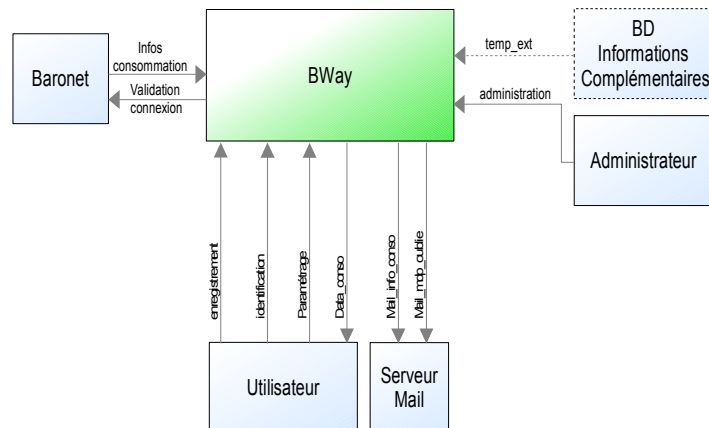 Baronet
Infos
consommation
Validation
connexion
BWay
temp_ext
administration
BD
Informations
Complémentaires
Administrateur
enregistrement
identification
Paramétrage
Data_conso
Mail_info_conso
Mail_mdp_oublie
Utilisateur
Serveur
Mail